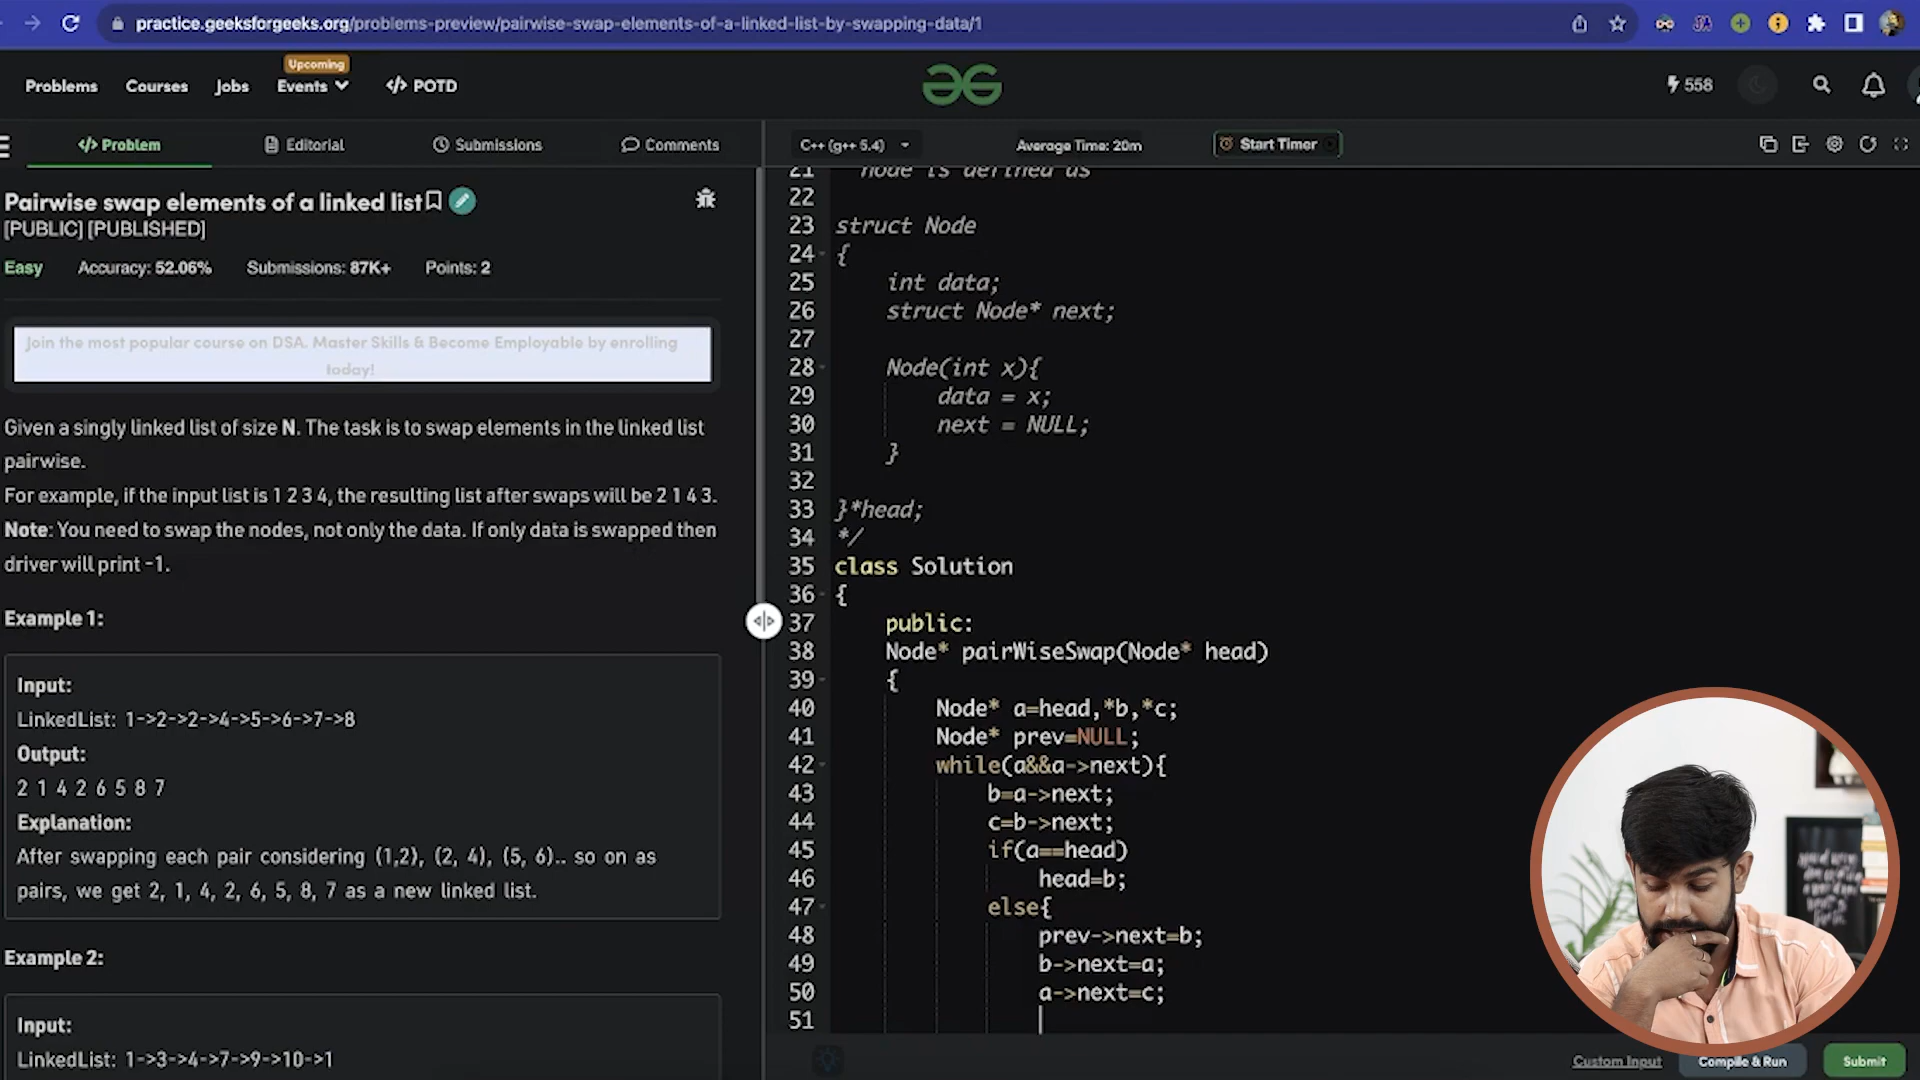 practice.geeksforgeeks.org/problems-preview/pairwise-swap-elements-of-a-linked-list-by-swapping-data/1
Problems
Courses
Jobs
Upcoming
Events
</> POTD
558
</> Problem
Editorial
Submissions
Comments
C++ (g++ 5.4)
Average Time: 20m
Start Timer
Pairwise swap elements of a linked list
[PUBLIC] [PUBLISHED]
Easy Accuracy: 52.06% Submissions: 87K+ Points: 2
Join the most popular course on DSA. Master Skills & Become Employable by enrolling
today!
Given a singly linked list of size N. The task is to swap elements in the linked list
pairwise.
For example, if the input list is 1 2 3 4, the resulting list after swaps will be 2 1 4 3.
Note: You need to swap the nodes, not only the data. If only data is swapped then
driver will print -1.
Example 1:
Input:
LinkedList: 1->2->2->4->5->6->7->8
Output:
2 1 4 2 6 5 8 7
Explanation:
After swapping each pair considering (1,2), (2, 4), (5, 6).. so on as
pairs, we get 2, 1, 4, 2, 6, 5, 8, 7 as a new linked list.
Example 2:
Input:
LinkedList: 1->3->4->7->9->10->1
21 node is defined as
22
23 struct Node
24 {
25 int data;
26 struct Node* next;
27
28 Node(int x){
29 data = x;
30 next = NULL;
31 }
32
33 }*head;
34 */
35 class Solution
36 {
37 public:
38 Node* pairWiseSwap(Node* head)
39 {
40 Node* a=head,*b,*c;
41 Node* prev=NULL;
42 while(a&&a->next){
43 b=a->next;
44 c=b->next;
45 if(a==head)
46 head=b;
47 else{
48 prev->next=b;
49 b->next=a;
50 a->next=c;
51
Custom Input
Compile & Run
Submit